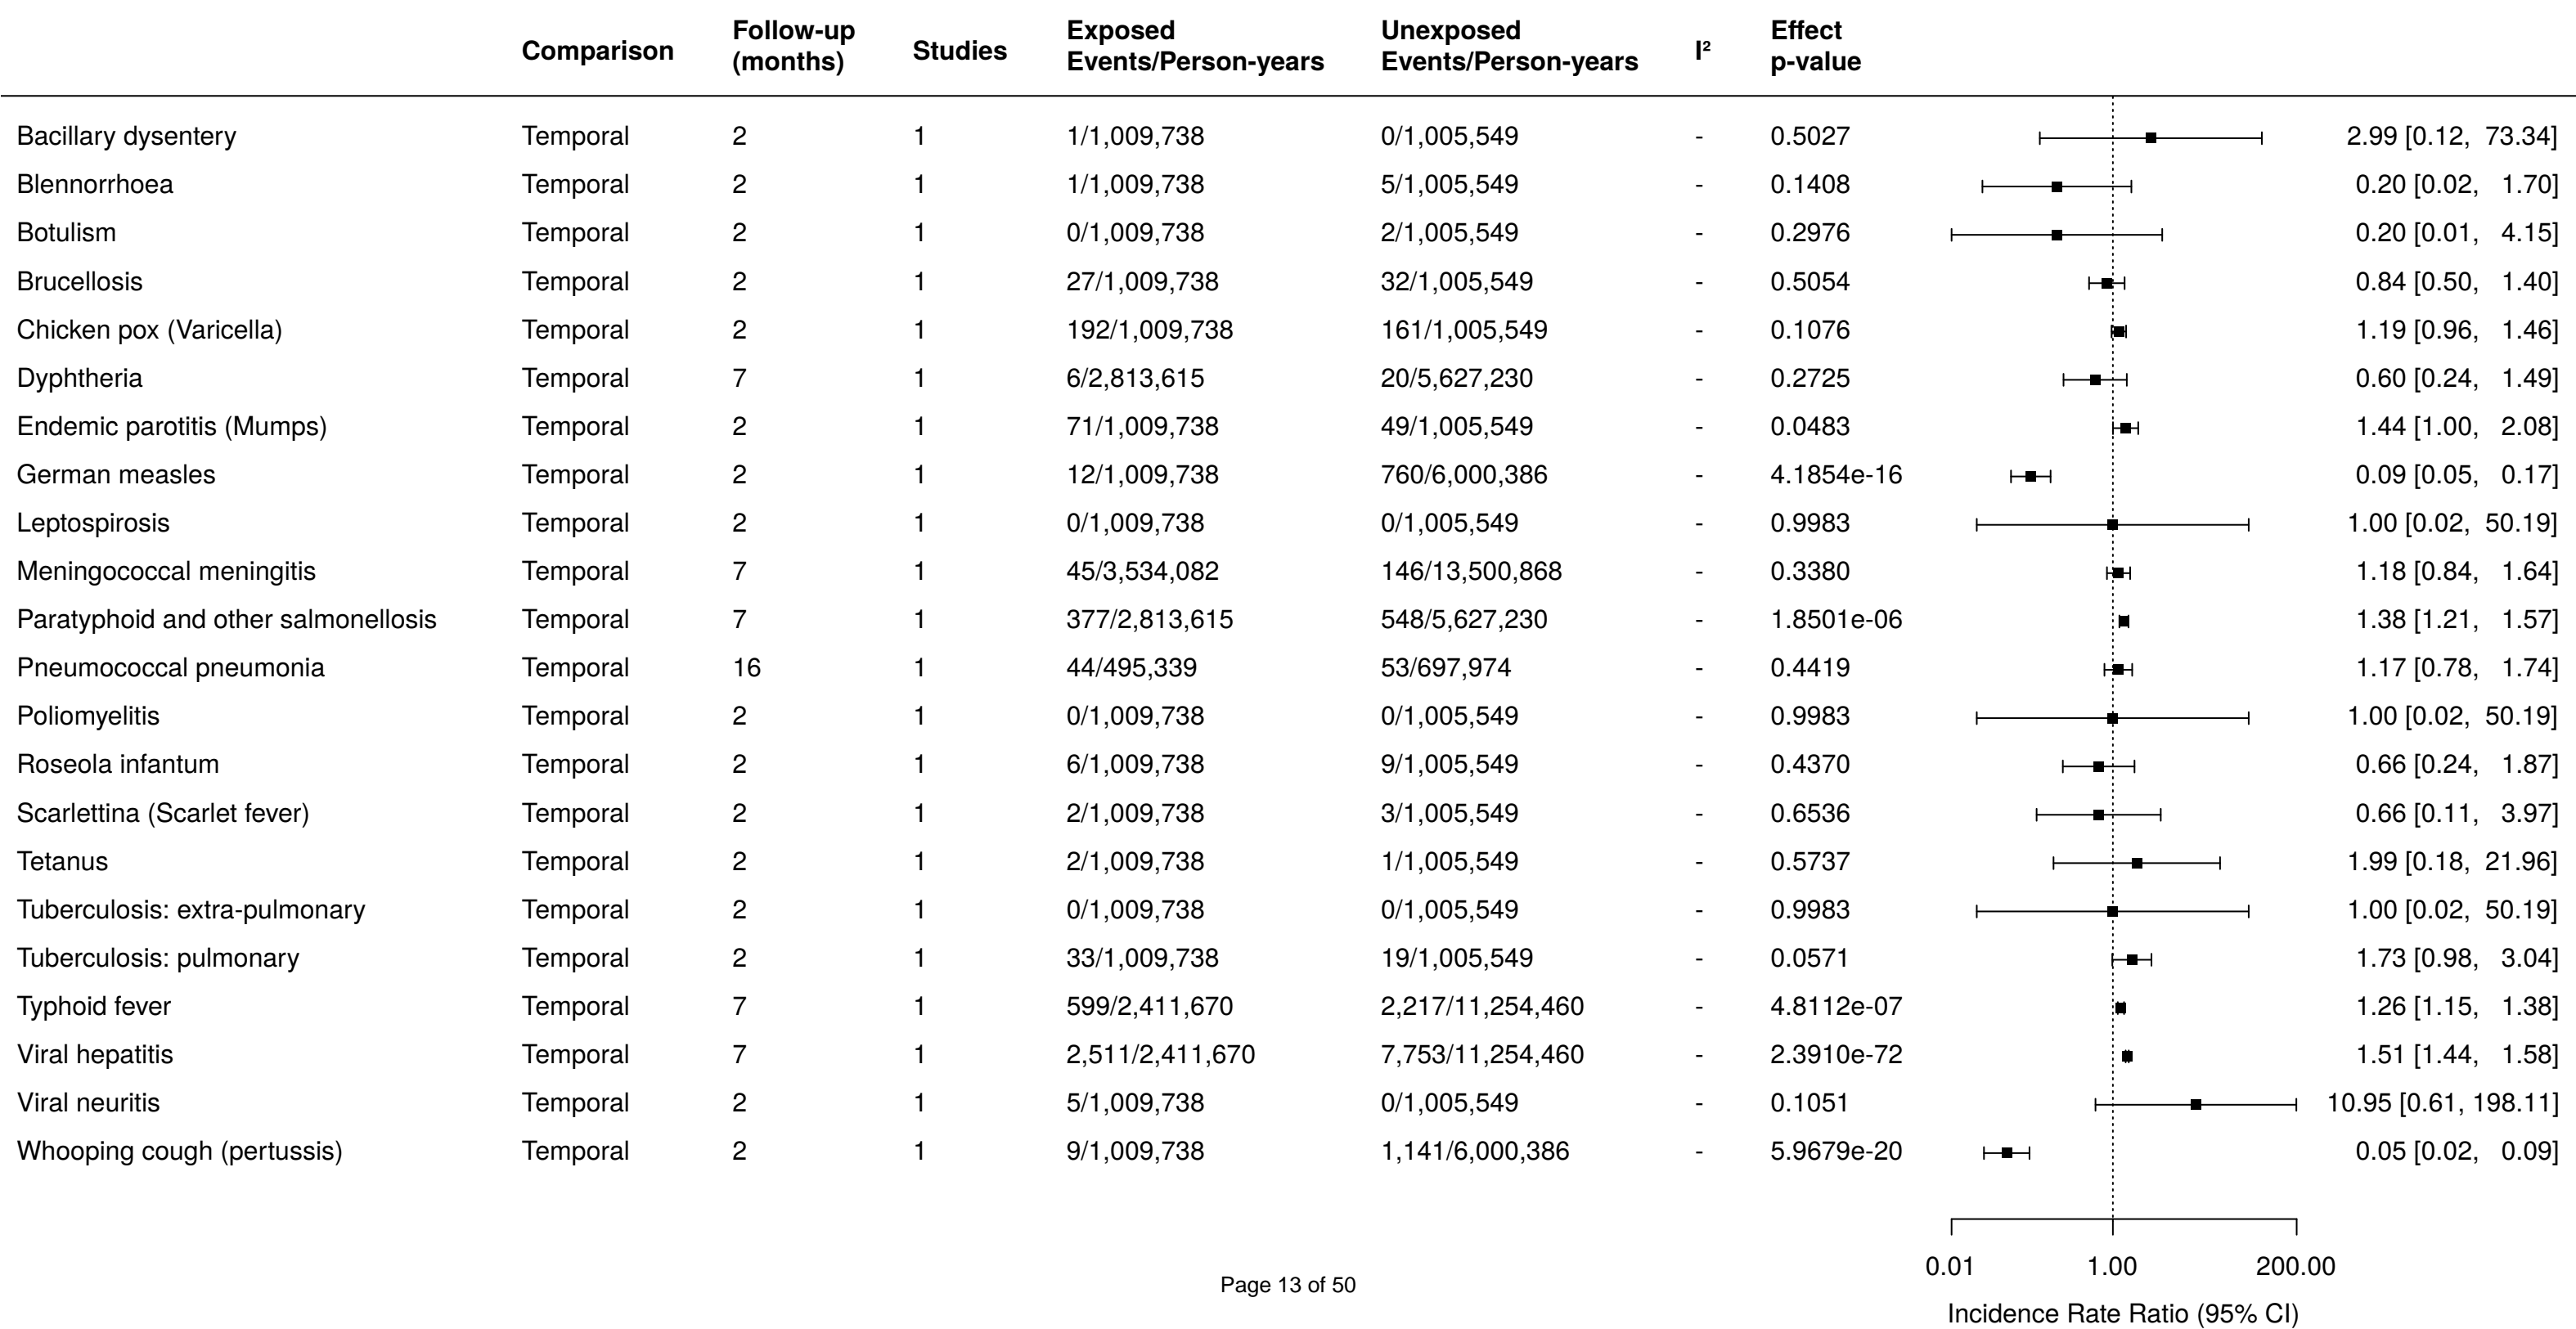 Comparison Follow-up (months) Studies Exposed Events/Person-years Unexposed Events/Person-years I² Effect p-value
Bacillary dysentery Temporal 2 1 1/1,009,738 0/1,005,549 - 0.5027 2.99 [0.12, 73.34]
Blennorrhoea Temporal 2 1 1/1,009,738 5/1,005,549 - 0.1408 0.20 [0.02, 1.70]
Botulism Temporal 2 1 0/1,009,738 2/1,005,549 - 0.2976 0.20 [0.01, 4.15]
Brucellosis Temporal 2 1 27/1,009,738 32/1,005,549 - 0.5054 0.84 [0.50, 1.40]
Chicken pox (Varicella) Temporal 2 1 192/1,009,738 161/1,005,549 - 0.1076 1.19 [0.96, 1.46]
Dyphtheria Temporal 7 1 6/2,813,615 20/5,627,230 - 0.2725 0.60 [0.24, 1.49]
Endemic parotitis (Mumps) Temporal 2 1 71/1,009,738 49/1,005,549 - 0.0483 1.44 [1.00, 2.08]
German measles Temporal 2 1 12/1,009,738 760/6,000,386 - 4.1854e-16 0.09 [0.05, 0.17]
Leptospirosis Temporal 2 1 0/1,009,738 0/1,005,549 - 0.9983 1.00 [0.02, 50.19]
Meningococcal meningitis Temporal 7 1 45/3,534,082 146/13,500,868 - 0.3380 1.18 [0.84, 1.64]
Paratyphoid and other salmonellosis Temporal 7 1 377/2,813,615 548/5,627,230 - 1.8501e-06 1.38 [1.21, 1.57]
Pneumococcal pneumonia Temporal 16 1 44/495,339 53/697,974 - 0.4419 1.17 [0.78, 1.74]
Poliomyelitis Temporal 2 1 0/1,009,738 0/1,005,549 - 0.9983 1.00 [0.02, 50.19]
Roseola infantum Temporal 2 1 6/1,009,738 9/1,005,549 - 0.4370 0.66 [0.24, 1.87]
Scarlettina (Scarlet fever) Temporal 2 1 2/1,009,738 3/1,005,549 - 0.6536 0.66 [0.11, 3.97]
Tetanus Temporal 2 1 2/1,009,738 1/1,005,549 - 0.5737 1.99 [0.18, 21.96]
Tuberculosis: extra-pulmonary Temporal 2 1 0/1,009,738 0/1,005,549 - 0.9983 1.00 [0.02, 50.19]
Tuberculosis: pulmonary Temporal 2 1 33/1,009,738 19/1,005,549 - 0.0571 1.73 [0.98, 3.04]
Typhoid fever Temporal 7 1 599/2,411,670 2,217/11,254,460 - 4.8112e-07 1.26 [1.15, 1.38]
Viral hepatitis Temporal 7 1 2,511/2,411,670 7,753/11,254,460 - 2.3910e-72 1.51 [1.44, 1.58]
Viral neuritis Temporal 2 1 5/1,009,738 0/1,005,549 - 0.1051 10.95 [0.61, 198.11]
Whooping cough (pertussis) Temporal 2 1 9/1,009,738 1,141/6,000,386 - 5.9679e-20 0.05 [0.02, 0.09]
0.01 1.00 200.00
Page 13 of 50
Incidence Rate Ratio (95% CI)